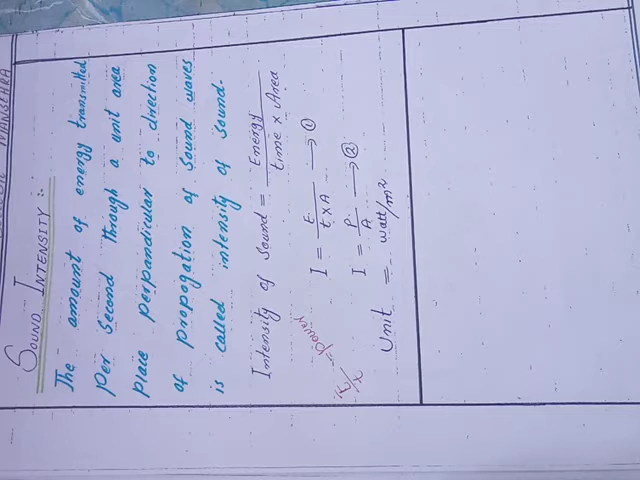 SOUND INTENSITY :-
The amount of energy transmitted
per second through a unit area
place perpendicular to direction
of propogation of sound waves
is called intensity of sound.
Intensity of sound = Energy / time × Area
I = E / t × A → ①
I = P / A → ②
E/t = power
Unit = watt/m²